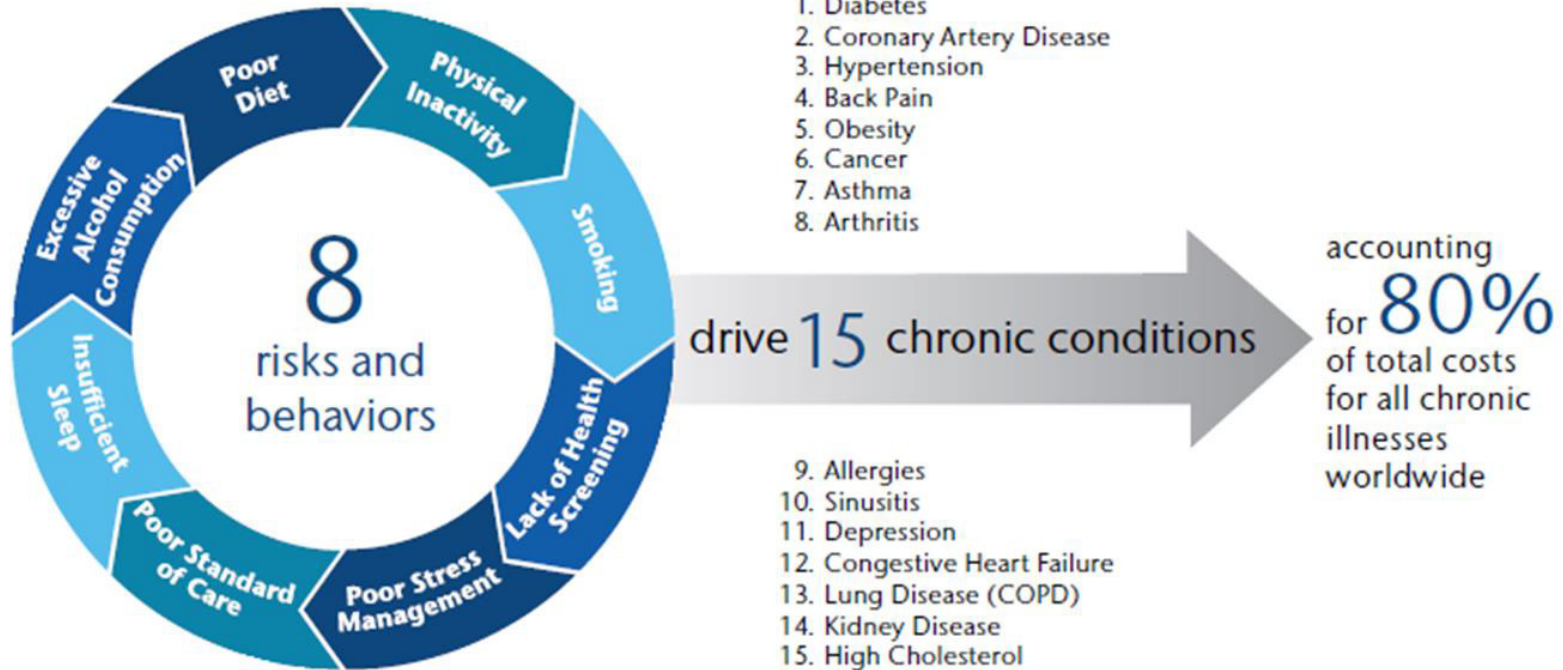 Poor
Diet
Physical
Inactivity
Smoking
Lack of Health
Screening
Poor Stress
Management
Poor Standard
of Care
Insufficient
Sleep
Excessive
Alcohol
Consumption
8
risks and
behaviors
1. Diabetes
2. Coronary Artery Disease
3. Hypertension
4. Back Pain
5. Obesity
6. Cancer
7. Asthma
8. Arthritis
drive 15 chronic conditions
9. Allergies
10. Sinusitis
11. Depression
12. Congestive Heart Failure
13. Lung Disease (COPD)
14. Kidney Disease
15. High Cholesterol
accounting
for 80%
of total costs
for all chronic
illnesses
worldwide